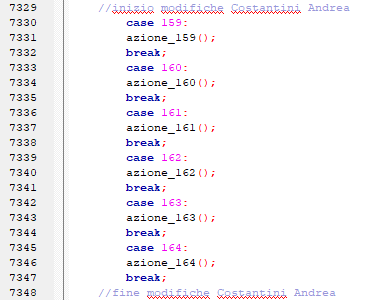 7329 //inizio modifiche Costantini Andrea
7330 case 159:
7331 azione_159();
7332 break;
7333 case 160:
7334 azione_160();
7335 break;
7336 case 161:
7337 azione_161();
7338 break;
7339 case 162:
7340 azione_162();
7341 break;
7342 case 163:
7343 azione_163();
7344 break;
7345 case 164:
7346 azione_164();
7347 break;
7348 //fine modifiche Costantini Andrea